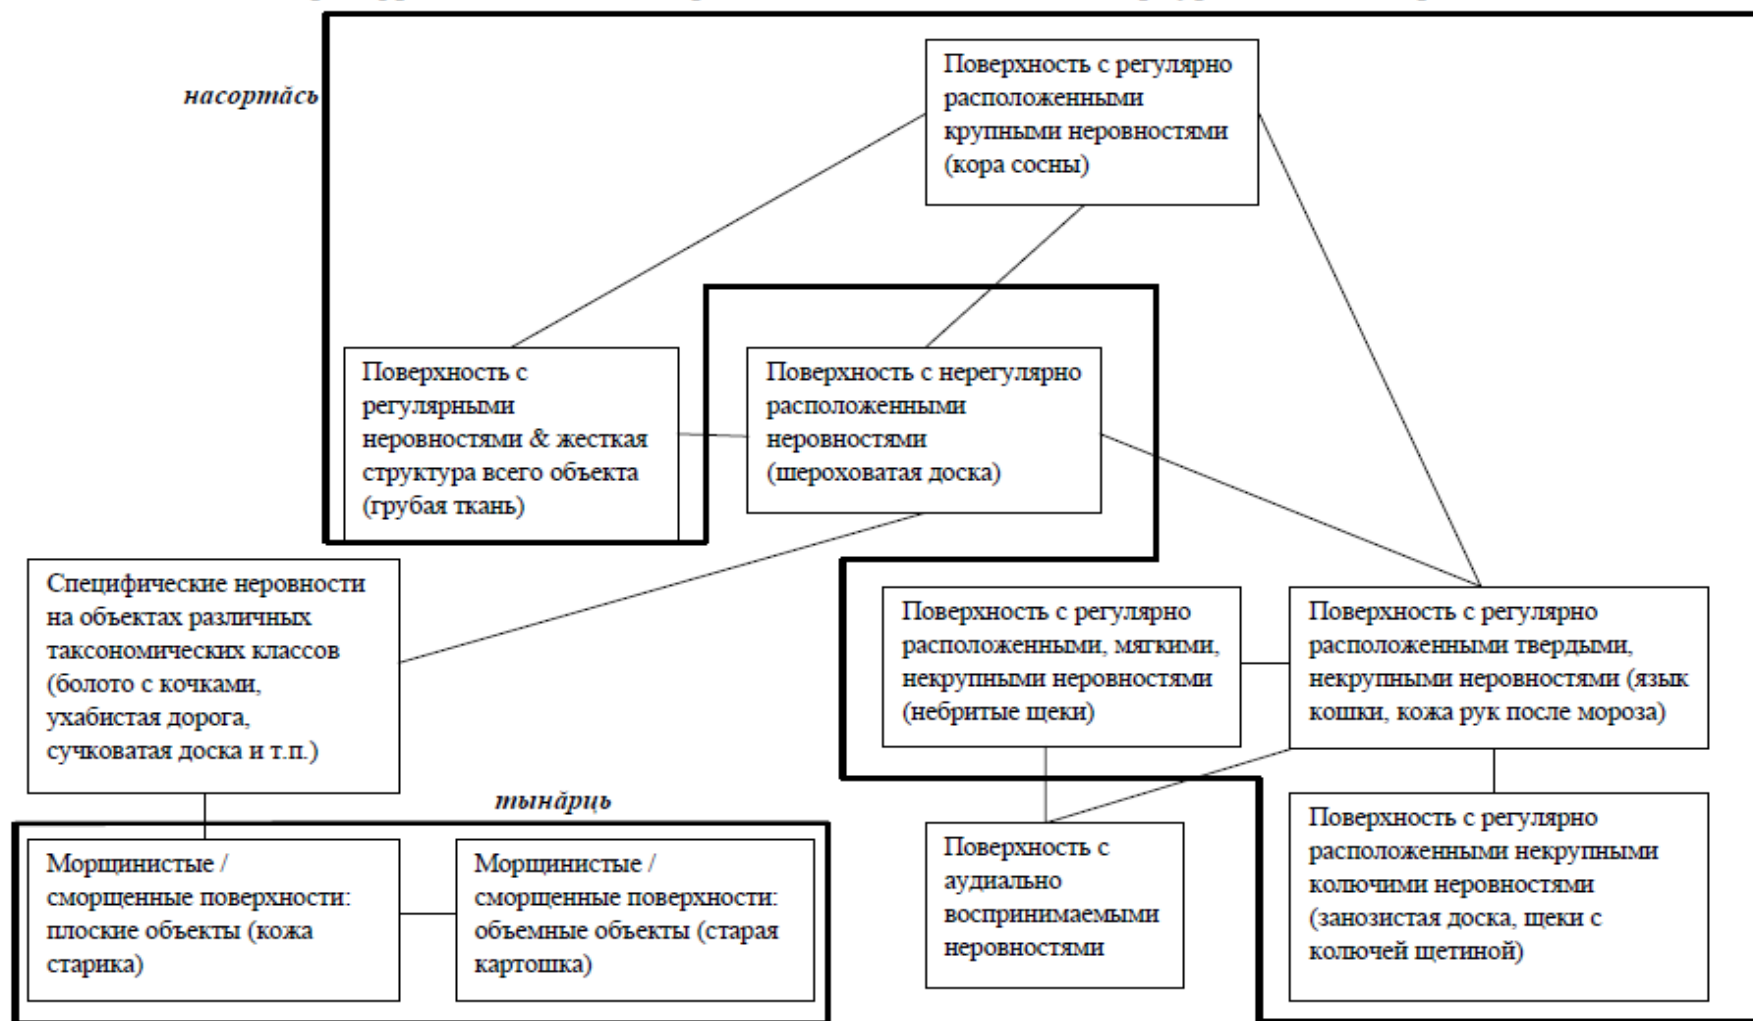 насортӑсь
Поверхность с регулярно
расположенными
крупными неровностями
(кора сосны)
Поверхность с
регулярными
неровностями & жесткая
структура всего объекта
(грубая ткань)
Поверхность с нерегулярно
расположенными
неровностями
(шероховатая доска)
Специфические неровности
на объектах различных
таксономических классов
(болото с кочками,
ухабистая дорога,
сучковатая доска и т.п.)
Поверхность с регулярно
расположенными, мягкими,
некрупными неровностями
(небритые щеки)
Поверхность с регулярно
расположенными твердыми,
некрупными неровностями (язык
кошки, кожа рук после мороза)
тынӑрць
Морщинистые /
сморщенные поверхности:
плоские объекты (кожа
старика)
Морщинистые /
сморщенные поверхности:
объемные объекты (старая
картошка)
Поверхность с
аудиально
воспринимаемыми
неровностями
Поверхность с регулярно
расположенными некрупными
колючими неровностями
(занозистая доска, щеки с
колючей щетиной)